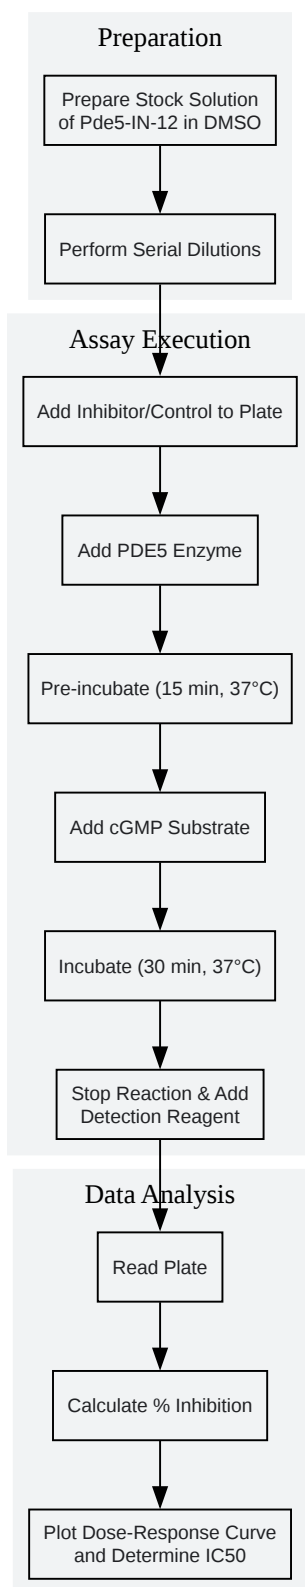 Preparation
Prepare Stock Solution
of Pde5-IN-12 in DMSO
Perform Serial Dilutions
Assay Execution
Add Inhibitor/Control to Plate
Add PDE5 Enzyme
Pre-incubate (15 min, 37°C)
Add cGMP Substrate
Incubate (30 min, 37°C)
Stop Reaction & Add
Detection Reagent
Data Analysis
Read Plate
Calculate % Inhibition
Plot Dose-Response Curve
and Determine IC50